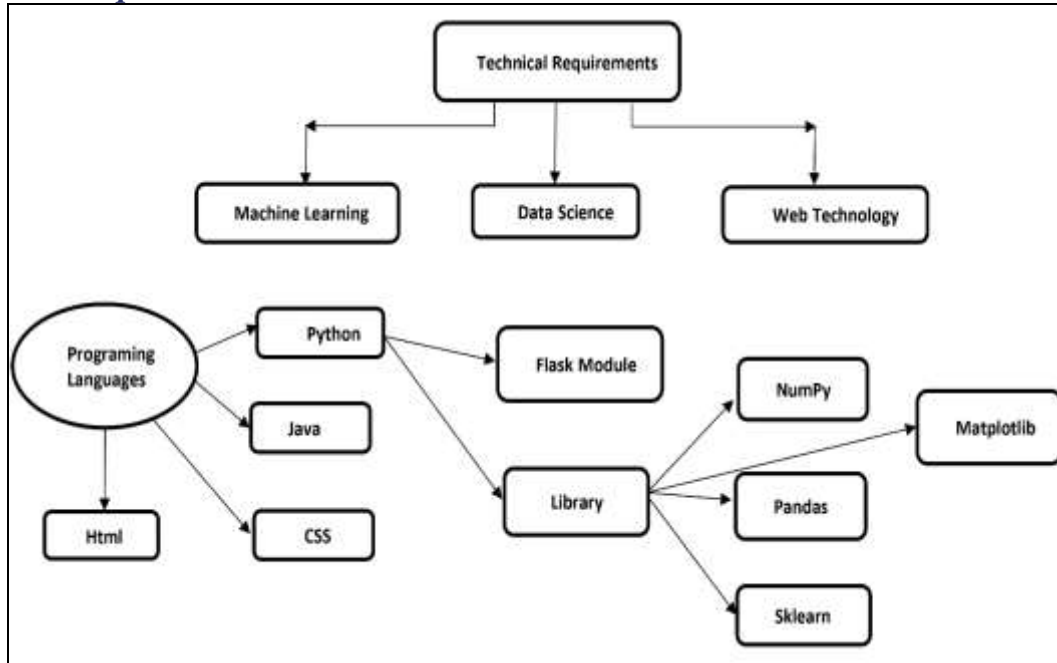 Technical Requirements
Machine Learning
Data Science
Web Technology
Programing
Languages
Python
Flask Module
NumPy
Matplotlib
Java
Library
Pandas
Html
CSS
Sklearn